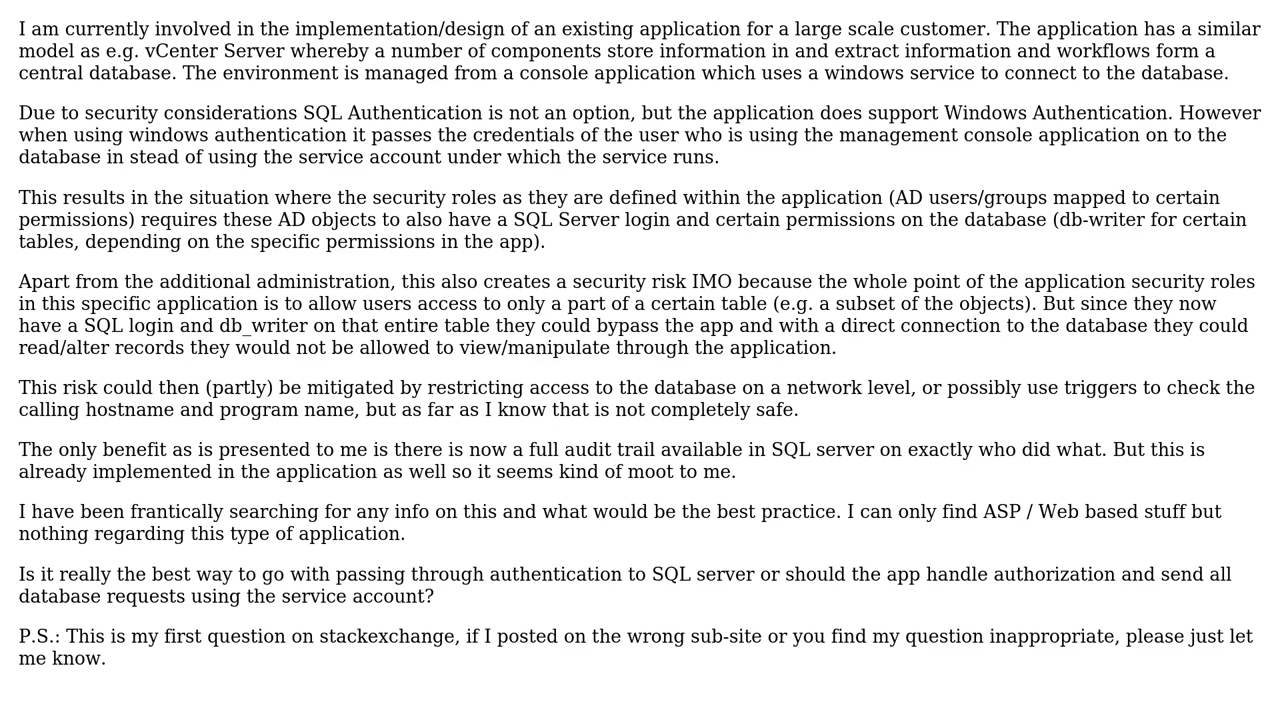 I am currently involved in the implementation/design of an existing application for a large scale customer. The application has a similar
model as e.g. vCenter Server whereby a number of components store information in and extract information and workflows form a
central database. The environment is managed from a console application which uses a windows service to connect to the database.
Due to security considerations SQL Authentication is not an option, but the application does support Windows Authentication. However
when using windows authentication it passes the credentials of the user who is using the management console application on to the
database in stead of using the service account under which the service runs.
This results in the situation where the security roles as they are defined within the application (AD users/groups mapped to certain
permissions) requires these AD objects to also have a SQL Server login and certain permissions on the database (db-writer for certain
tables, depending on the specific permissions in the app).
Apart from the additional administration, this also creates a security risk IMO because the whole point of the application security roles
in this specific application is to allow users access to only a part of a certain table (e.g. a subset of the objects). But since they now
have a SQL login and db_writer on that entire table they could bypass the app and with a direct connection to the database they could
read/alter records they would not be allowed to view/manipulate through the application.
This risk could then (partly) be mitigated by restricting access to the database on a network level, or possibly use triggers to check the
calling hostname and program name, but as far as I know that is not completely safe.
The only benefit as is presented to me is there is now a full audit trail available in SQL server on exactly who did what. But this is
already implemented in the application as well so it seems kind of moot to me.
I have been frantically searching for any info on this and what would be the best practice. I can only find ASP / Web based stuff but
nothing regarding this type of application.
Is it really the best way to go with passing through authentication to SQL server or should the app handle authorization and send all
database requests using the service account?
P.S.: This is my first question on stackexchange, if I posted on the wrong sub-site or you find my question inappropriate, please just let
me know.